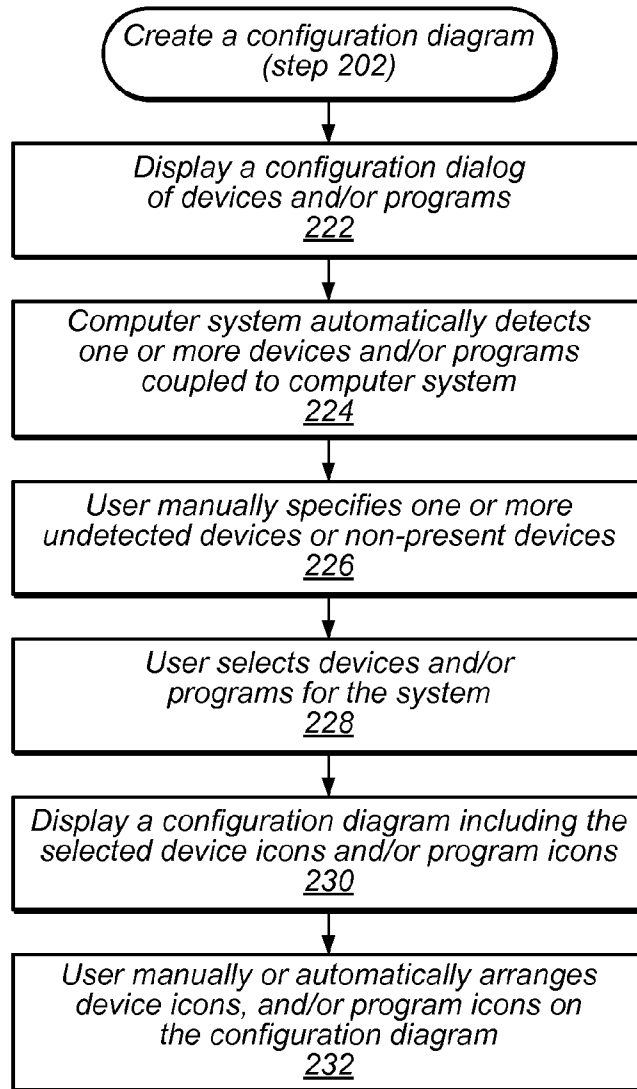 Create a configuration diagram
(step 202)
Display a configuration dialog
of devices and/or programs
222
Computer system automatically detects
one or more devices and/or programs
coupled to computer system
224
User manually specifies one or more
undetected devices or non-present devices
226
User selects devices and/or
programs for the system
228
Display a configuration diagram including the
selected device icons and/or program icons
230
User manually or automatically arranges
device icons, and/or program icons on
the configuration diagram
232